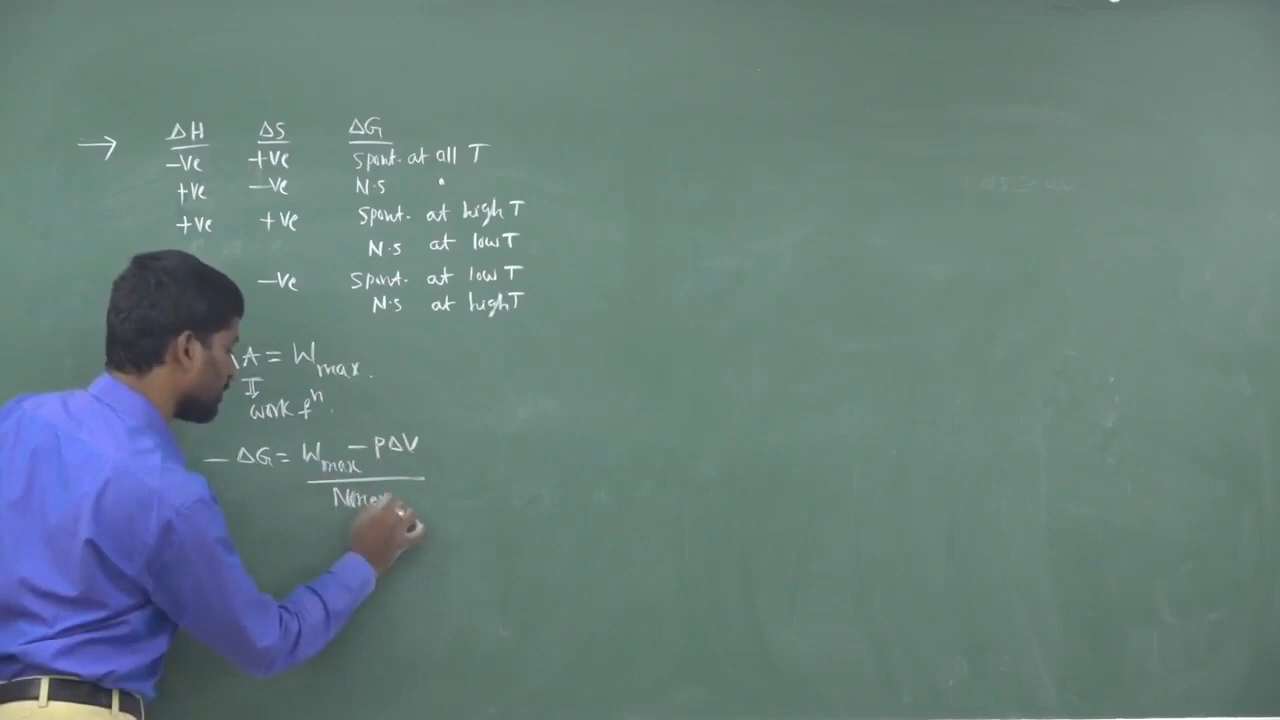 → ΔH ΔS ΔG
-ve +ve Spont. at all T
+ve -ve N.S "
+ve +ve Spont. at high T
N.S at low T
-ve Spont. at low T
N.S at high T
A = Wmax.
work fⁿ.
- ΔG = Wmax - PΔV